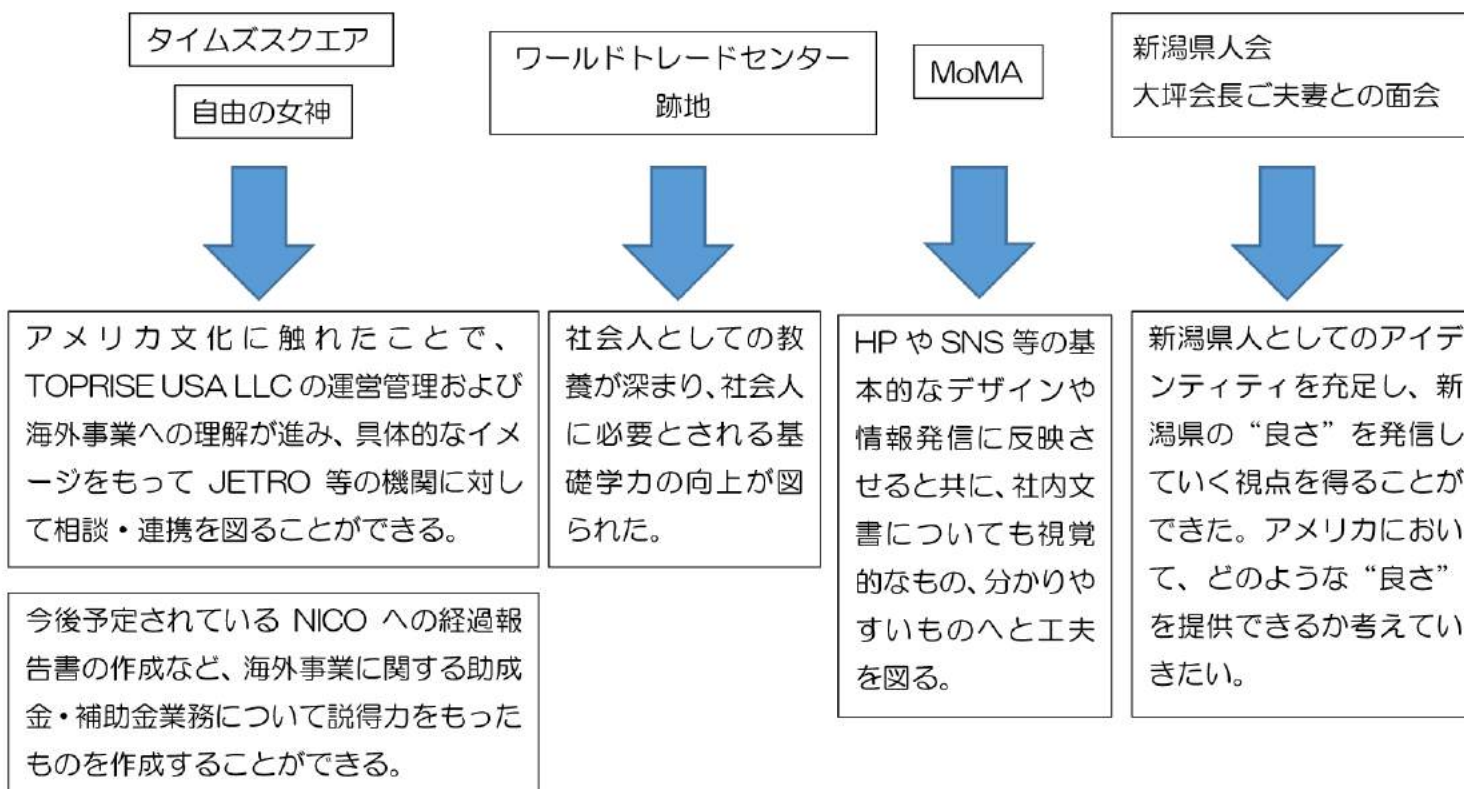 タイムズスクエア
自由の女神
ワールドトレードセンター
跡地
MoMA
新潟県人会
大坪会長ご夫妻との面会
アメリカ文化に触れたことで、
TOPRISE USA LLC の運営管理および
海外事業への理解が進み、具体的なイメ
ージをもって JETRO 等の機関に対し
て相談・連携を図ることができる。
今後予定されている NICO への経過報
告書の作成など、海外事業に関する助成
金・補助金業務について説得力をもった
ものを作成することができる。
社会人としての教
養が深まり、社会人
に必要とされる基
礎学力の向上が図
られた。
HP や SNS 等の基
本的なデザインや
情報発信に反映さ
せると共に、社内文
書についても視覚
的なもの、分かりや
すいものへと工夫
を図る。
新潟県人としてのアイデ
ンティティを充足し、新
潟県の“良さ”を発信し
ていく視点を得ることが
できた。アメリカにおい
て、どのような“良さ”
を提供できるか考えてい
きたい。